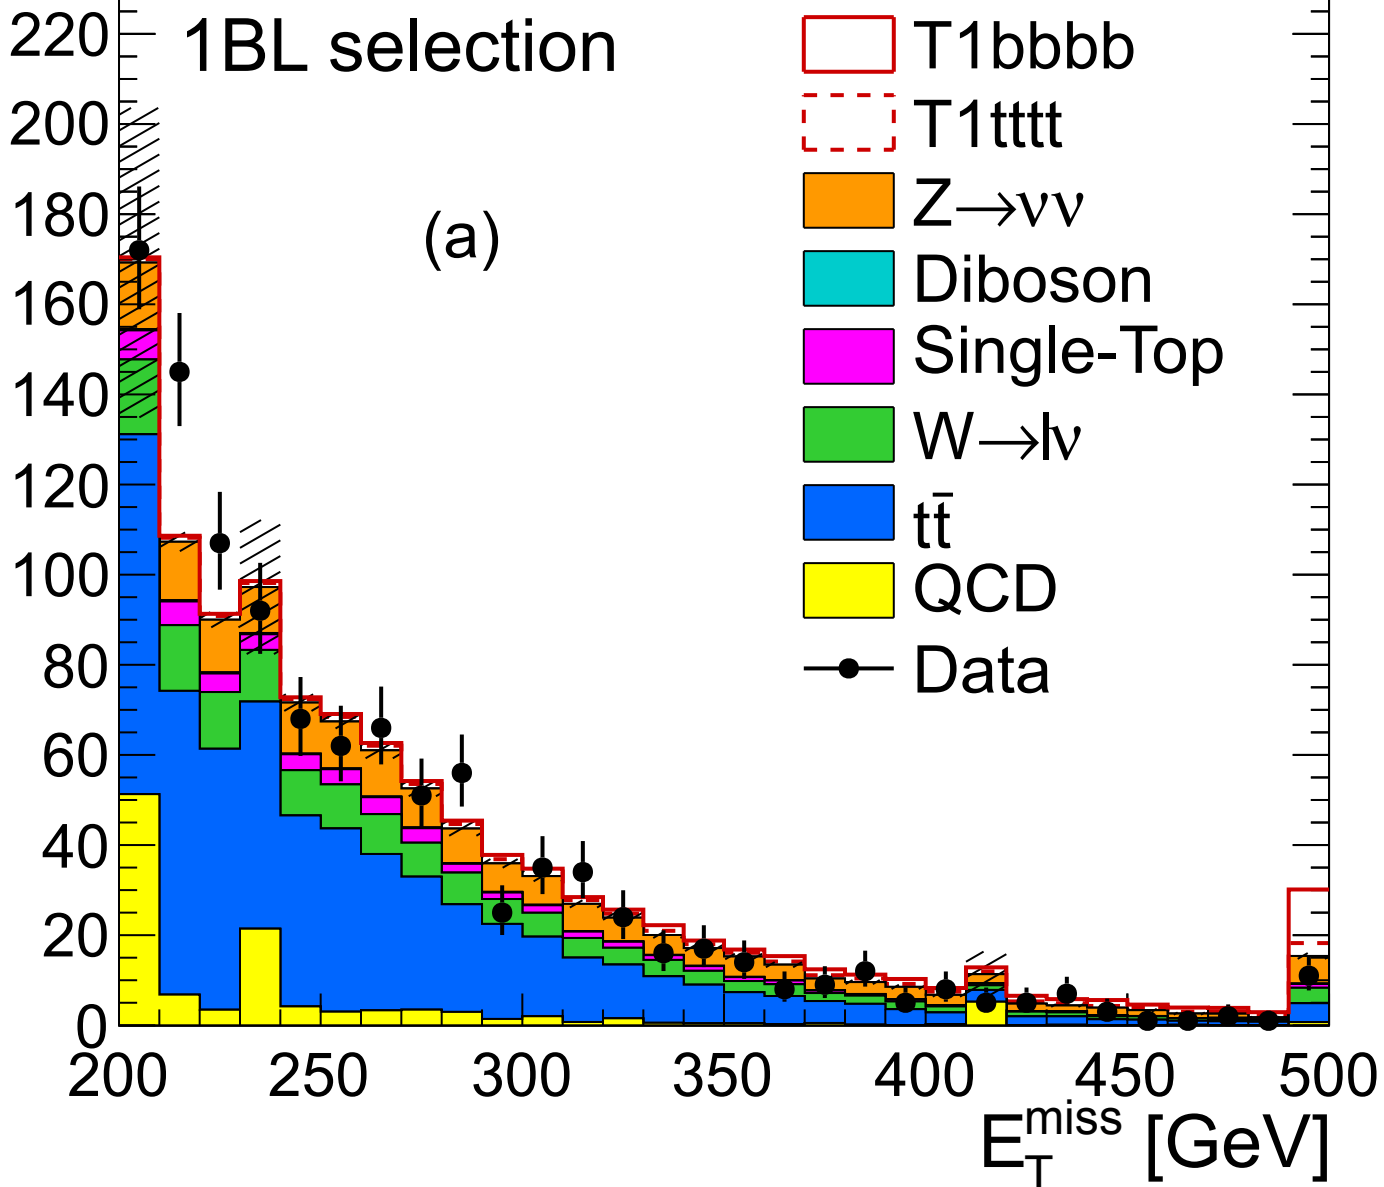 1BL selection
(a)
T1bbbb
T1tttt
Z→νν
Diboson
Single-Top
W→lν
tt̄
QCD
Data
220
200
180
160
140
120
100
80
60
40
20
0
200 250 300 350 400 450 500
E_T^miss [GeV]